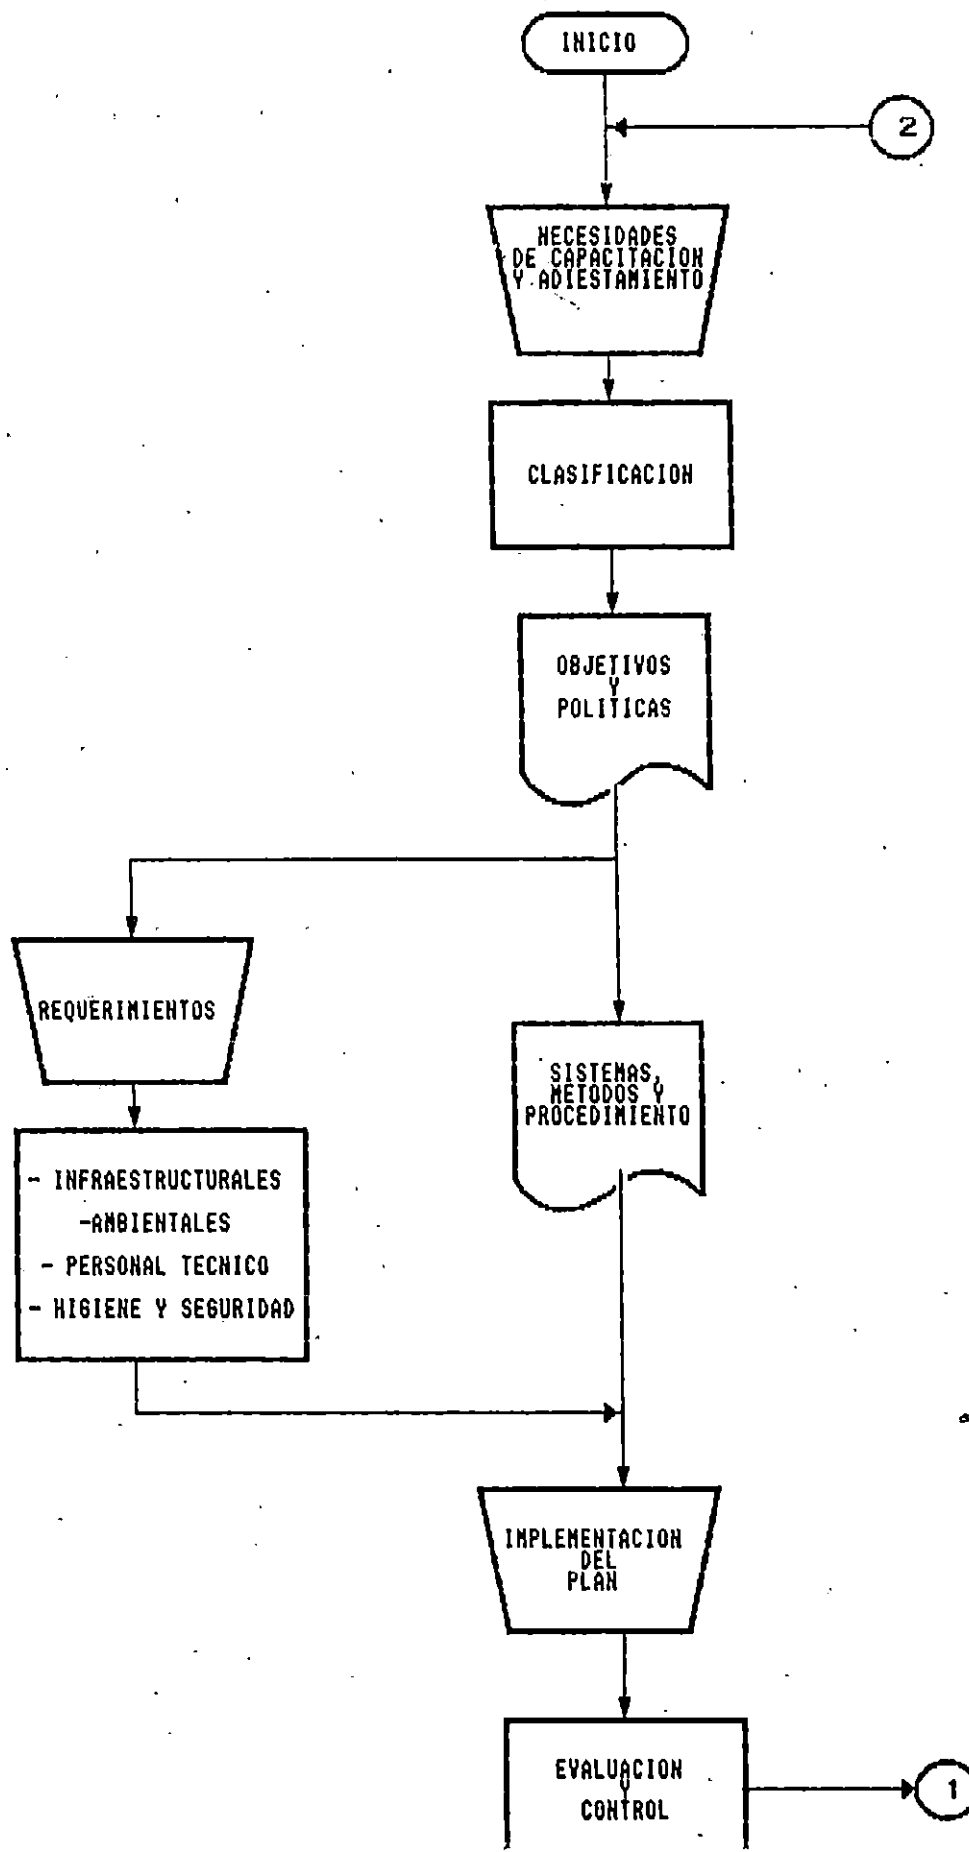 INICIO
2
NECESIDADES
DE CAPACITACION
Y ADIESTAMIENTO
CLASIFICACION
OBJETIVOS
Y
POLITICAS
REQUERIMIENTOS
SISTEMAS,
METODOS Y
PROCEDIMIENTO
- INFRAESTRUCTURALES
-AMBIENTALES
- PERSONAL TECNICO
- HIGIENE Y SEGURIDAD
IMPLEMENTACION
DEL
PLAN
EVALUACION
Y
CONTROL
1